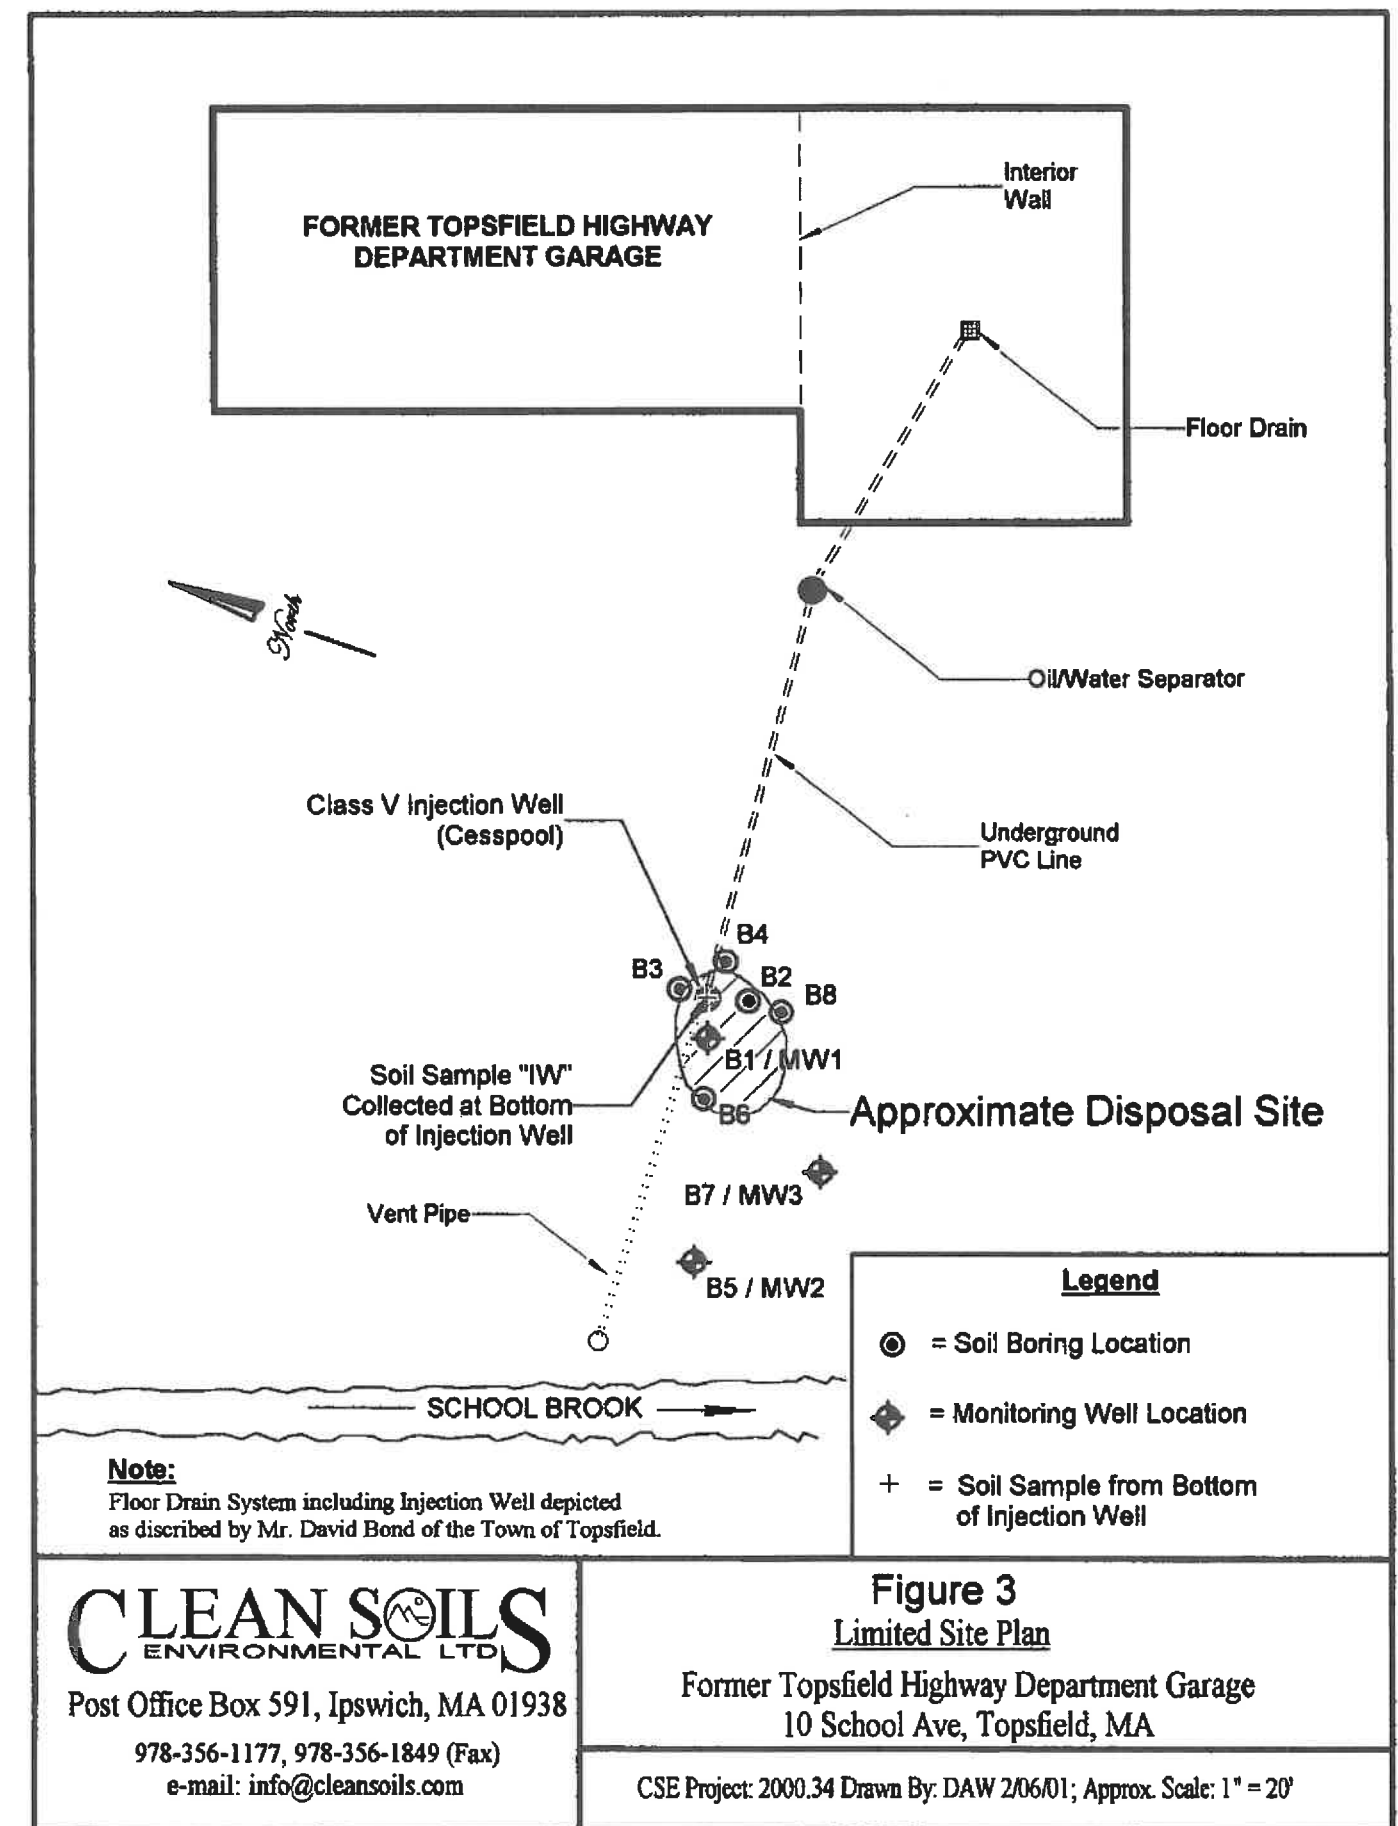 FORMER TOPSFIELD HIGHWAY
DEPARTMENT GARAGE
Interior
Wall
Floor Drain
North
Oil/Water Separator
Class V Injection Well
(Cesspool)
Underground
PVC Line
B4
B3
B2
B8
B1 / MW1
Soil Sample "IW"
Collected at Bottom
of Injection Well
B6
Approximate Disposal Site
B7 / MW3
Vent Pipe
B5 / MW2
SCHOOL BROOK
Legend
= Soil Boring Location
= Monitoring Well Location
+ = Soil Sample from Bottom
of Injection Well
Note:
Floor Drain System including Injection Well depicted
as discribed by Mr. David Bond of the Town of Topsfield.
CLEAN SOILS
ENVIRONMENTAL LTD
Post Office Box 591, Ipswich, MA 01938
978-356-1177, 978-356-1849 (Fax)
e-mail: info@cleansoils.com
Figure 3
Limited Site Plan
Former Topsfield Highway Department Garage
10 School Ave, Topsfield, MA
CSE Project: 2000.34 Drawn By: DAW 2/06/01; Approx. Scale: 1" = 20'